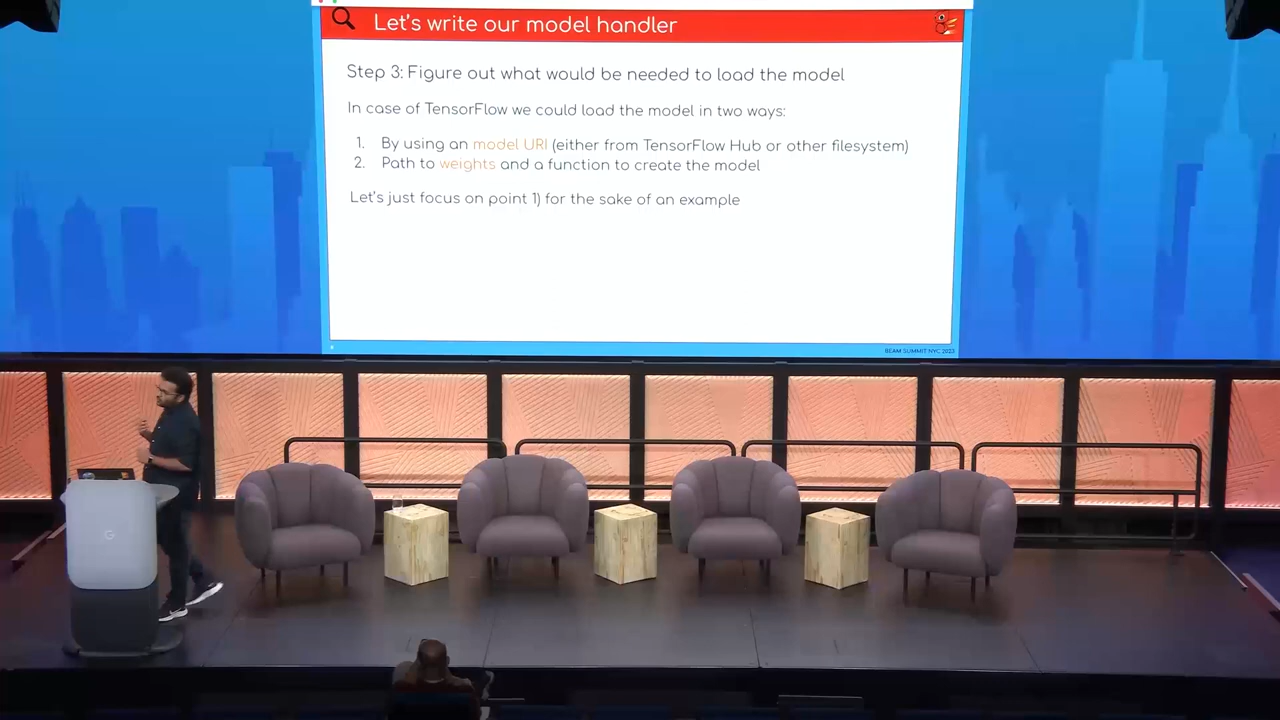 Let's write our model handler
Step 3: Figure out what would be needed to load the model
In case of TensorFlow we could load the model in two ways:
1. By using an model URI (either from TensorFlow Hub or other filesystem)
2. Path to weights and a function to create the model
Let's just focus on point 1) for the sake of an example
BEAM SUMMIT NYC 2023
G